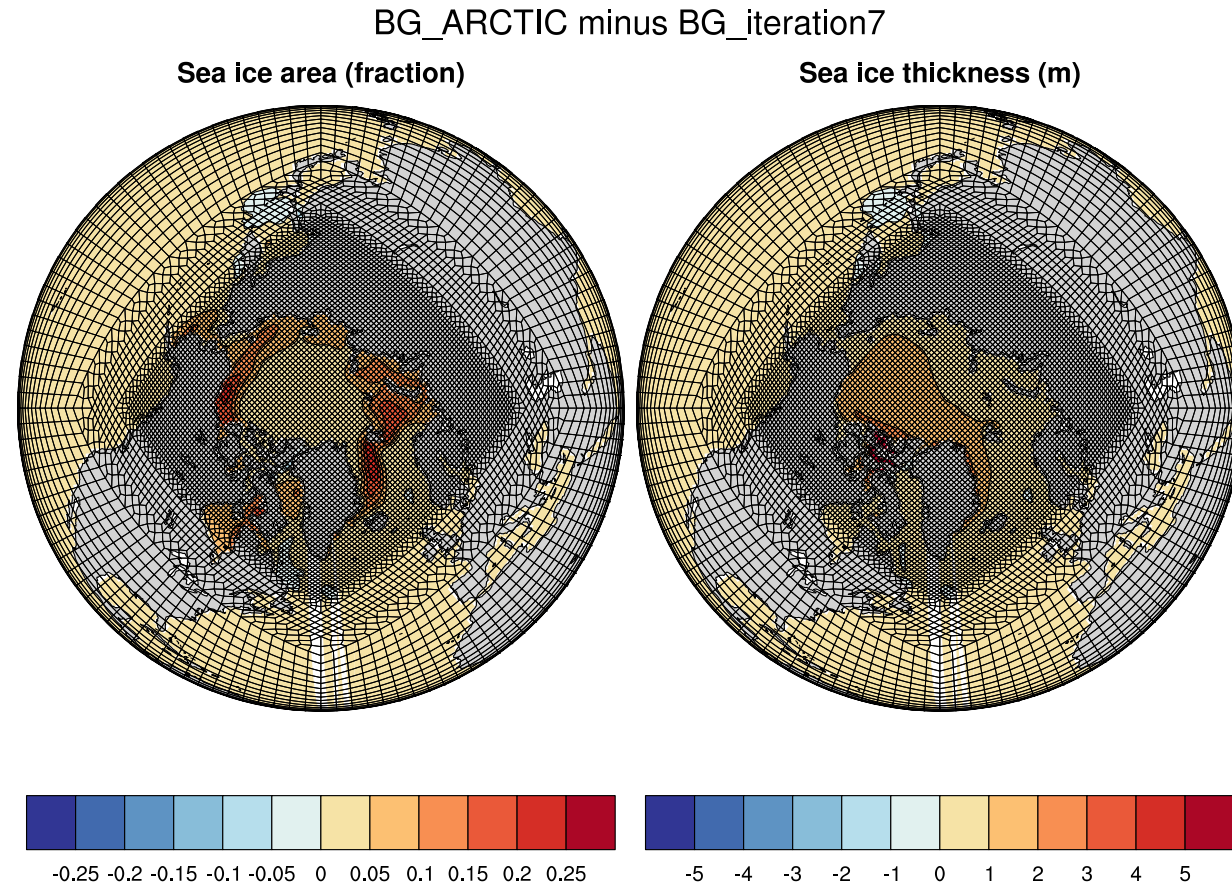 BG_ARCTIC minus BG_iteration7
Sea ice area (fraction)
Sea ice thickness (m)
-0.25 -0.2 -0.15 -0.1 -0.05 0 0.05 0.1 0.15 0.2 0.25
-5 -4 -3 -2 -1 0 1 2 3 4 5